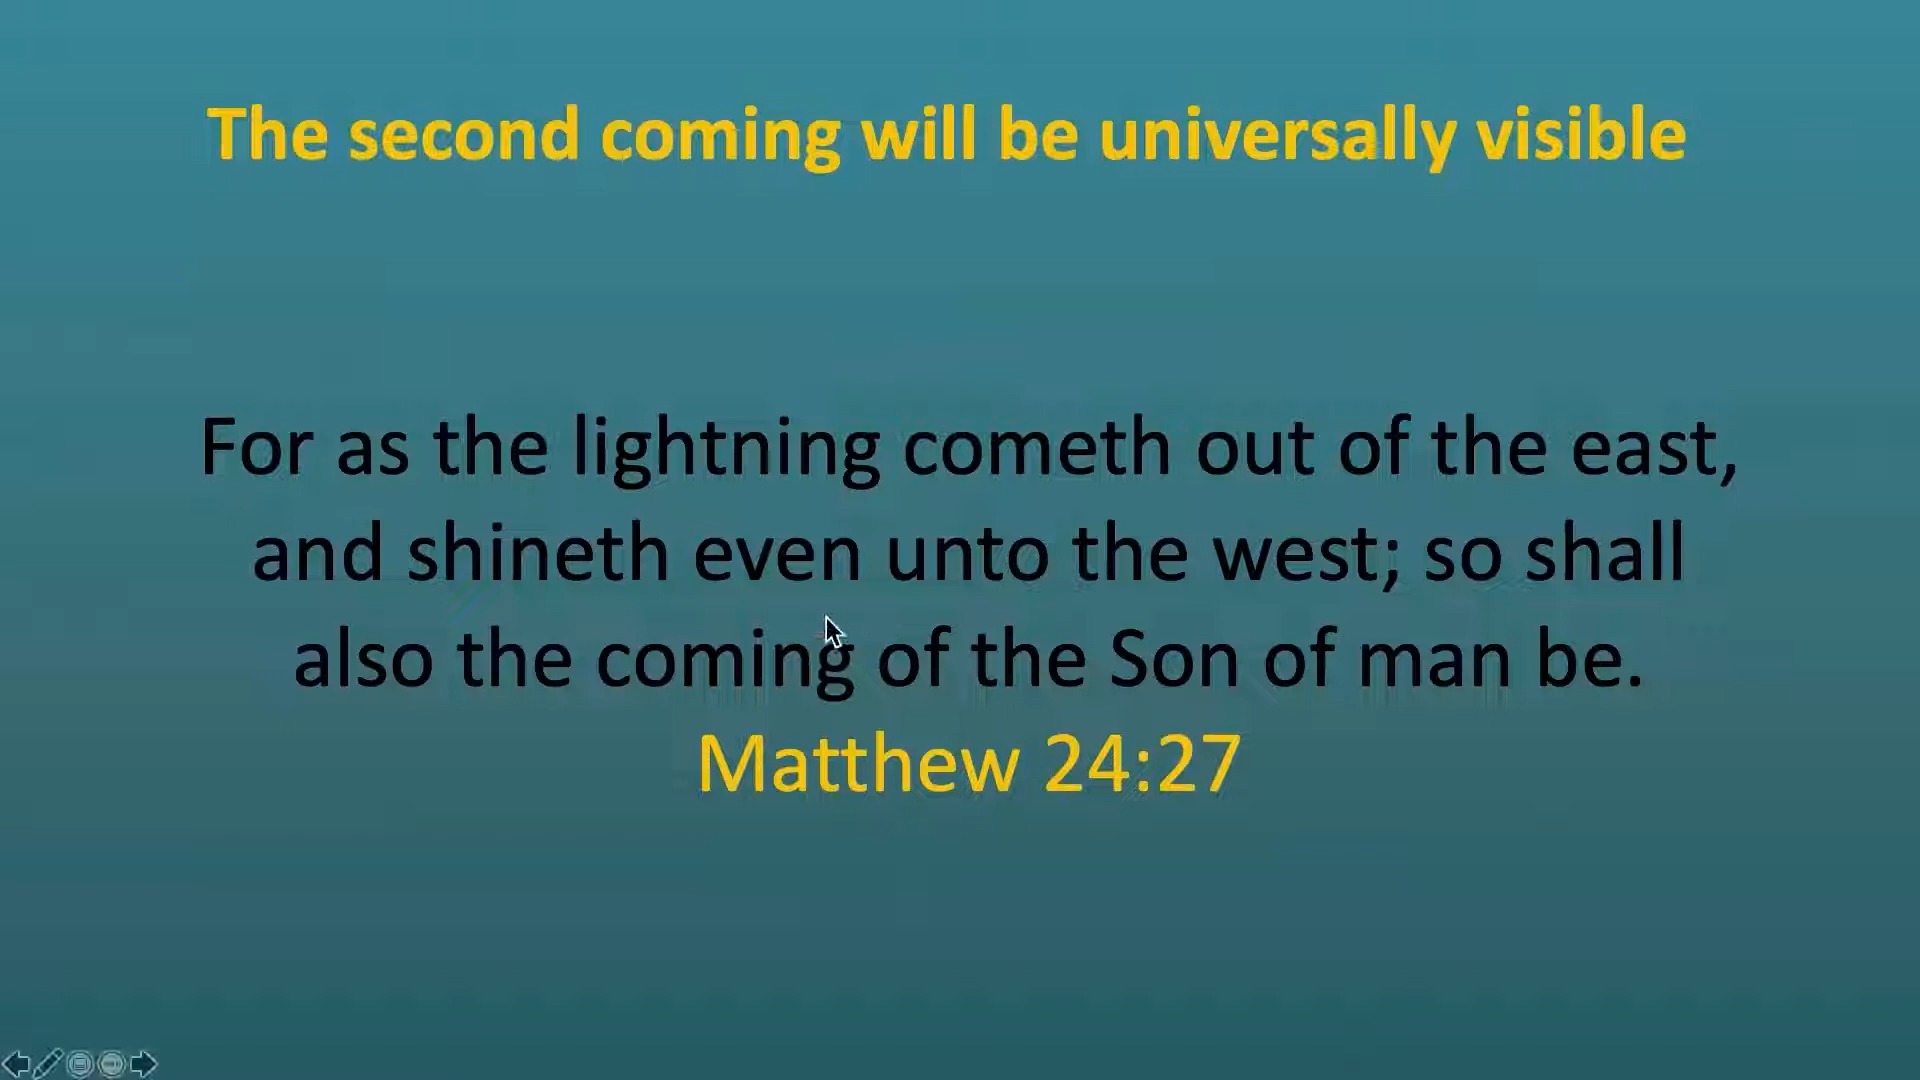 The second coming will be universally visible
For as the lightning cometh out of the east,
and shineth even unto the west; so shall
also the coming of the Son of man be.
Matthew 24:27